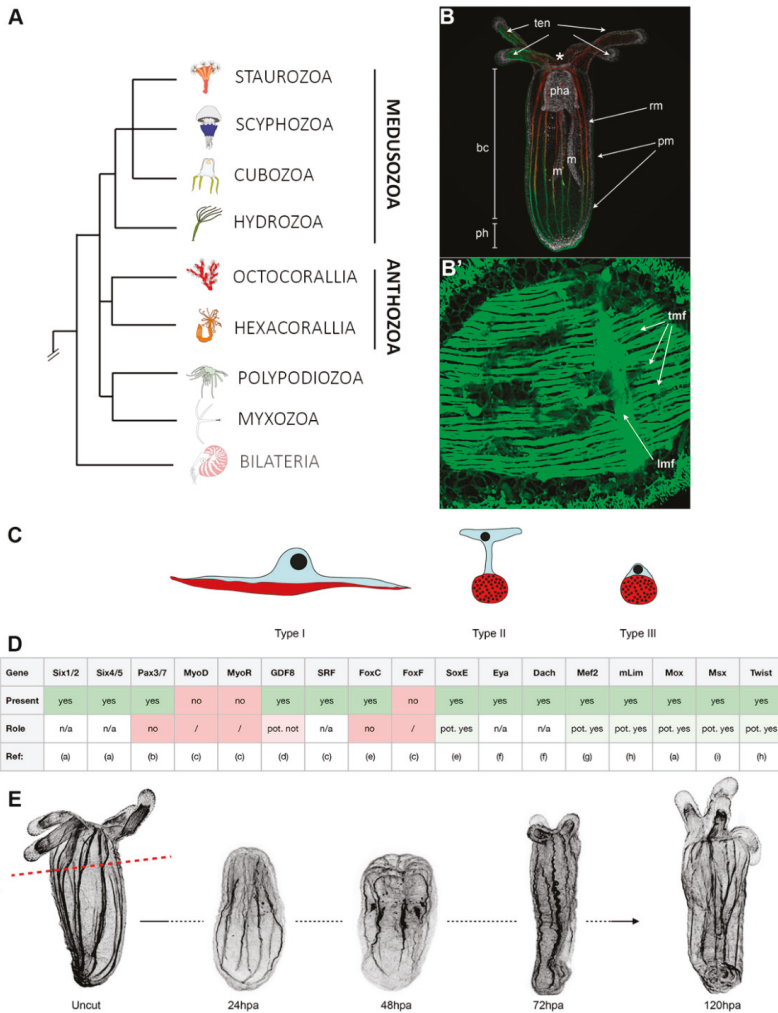 A
STAUROZOA
SCYPHOZOA
CUBOZOA
HYDROZOA
MEDUSOZOA
OCTOCORALLIA
HEXACORALLIA
ANTHOZOA
POLYPODIOZOA
MYXOZOA
BILATERIA
B
ten
*
pha
rm
bc
pm
m
m
ph
B'
tmf
lmf
C
Type I Type II Type III
D
Gene Six1/2 Six4/5 Pax3/7 MyoD MyoR GDF8 SRF FoxC FoxF SoxE Eya Dach Mef2 mLim Mox Msx Twist
Present yes yes yes no no yes yes yes no yes yes yes yes yes yes yes yes
Role n/a n/a no / / pot. not n/a no / pot. yes n/a n/a pot. yes pot. yes pot. yes pot. yes pot. yes
Ref: (a) (a) (b) (c) (c) (d) (c) (e) (c) (e) (f) (f) (g) (h) (a) (i) (h)
E
Uncut 24hpa 48hpa 72hpa 120hpa